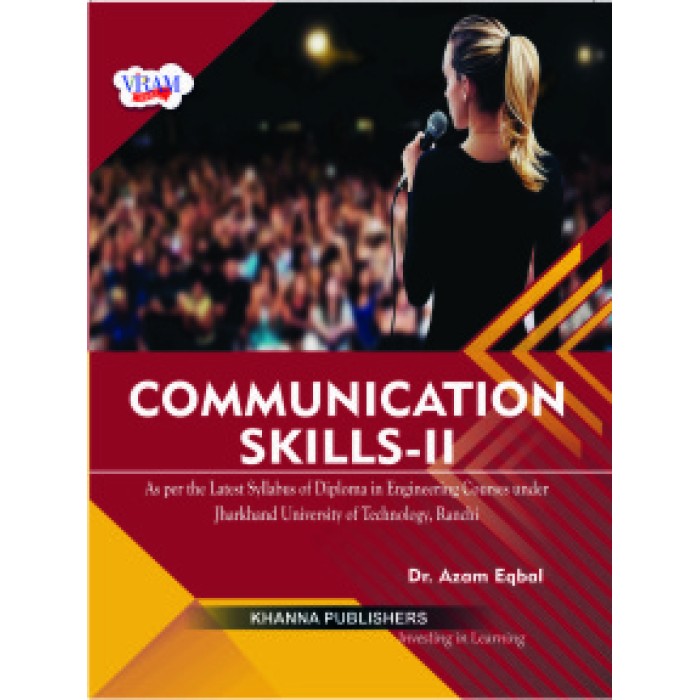 VIRAM
COMMUNICATION
SKILLS-II
As per the Latest Syllabus of Diploma in Engineering Courses under
Jharkhand University of Technology, Ranchi
Dr. Azam Eqbal
KHANNA PUBLISHERS
Investing in Learning